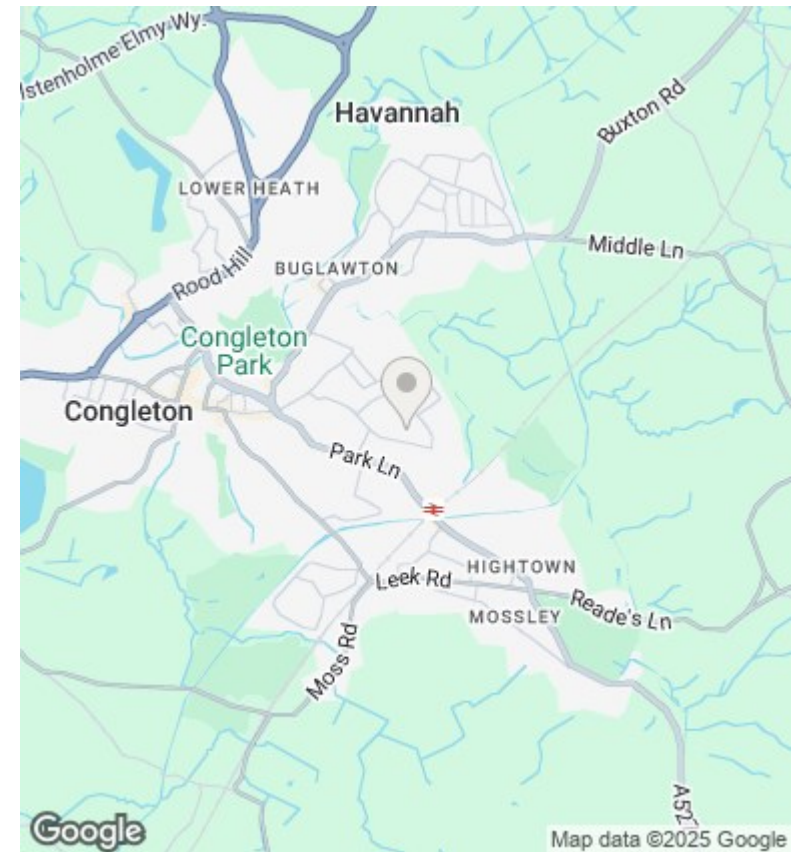 Istenholme Elmy Wy.
Havannah
Buxton Rd
LOWER HEATH
Middle Ln
Rood Hill
BUGLAWTON
Congleton
Park
Congleton
Park Ln
HIGHTOWN
Leek Rd
Reade's Ln
MOSSLEY
Moss Rd
A527
Google
Map data ©2025 Google